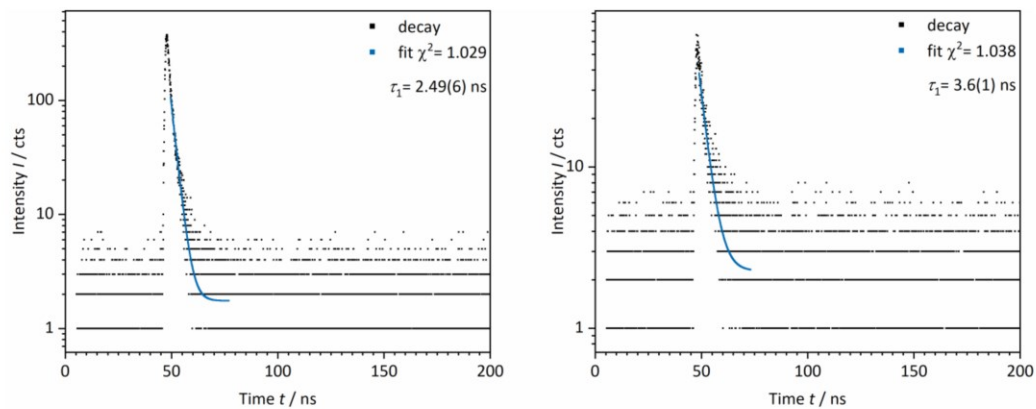 decay
fit χ²= 1.029
τ₁= 2.49(6) ns
100
10
1
Intensity I / cts
0 50 100 150 200
Time t / ns
decay
fit χ²= 1.038
τ₁= 3.6(1) ns
10
1
Intensity I / cts
0 50 100 150 200
Time t / ns